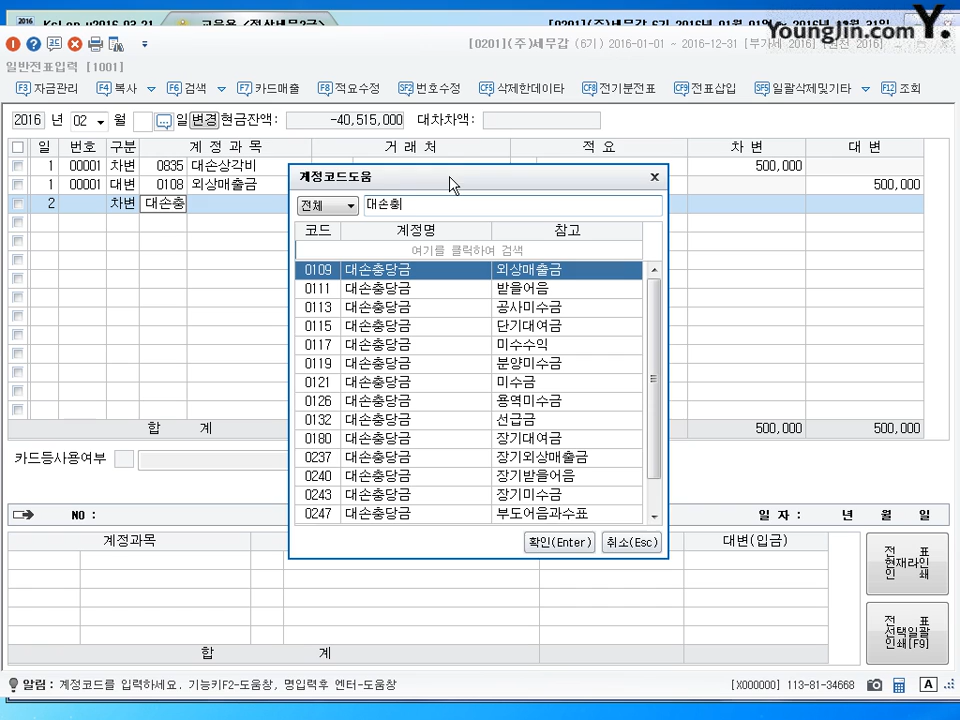 YoungJin.com Y.
[0201](주)세무갑 (6기) 2016-01-01 ~ 2016-12-31 [부가세 2016] [원천 2016]
일반전표입력 [1001]
F3 자금관리 F4 복사 F6 검색 F7 카드매출 F8 적요수정 SF2 번호수정 CF5 삭제한데이타 CF8 전기분전표 CF9 전표삽입 SF5 일괄삭제및기타 F12 조회
2016 년 02 월 일 변경 현금잔액: -40,515,000 대차차액:
일 번호 구분 계 정 과 목 거 래 처 적 요 차 변 대 변
1 00001 차변 0835 대손상각비 500,000
1 00001 대변 0108 외상매출금 500,000
2 차변 대손충
합 계 500,000 500,000
계정코드도움
전체 대손충
코드 계정명 참고
여기를 클릭하여 검색
0109 대손충당금 외상매출금
0111 대손충당금 받을어음
0113 대손충당금 공사미수금
0115 대손충당금 단기대여금
0117 대손충당금 미수수익
0119 대손충당금 분양미수금
0121 대손충당금 미수금
0126 대손충당금 용역미수금
0132 대손충당금 선급금
0180 대손충당금 장기대여금
0237 대손충당금 장기외상매출금
0240 대손충당금 장기받을어음
0243 대손충당금 장기미수금
0247 대손충당금 부도어음과수표
확인(Enter) 취소(Esc)
카드등사용여부
NO : 일 자 : 년 월 일
계정과목 대변(입금)
합 계
전 표
현재라인
인 쇄
전 표
선택일괄
인쇄[F9]
알림 : 계정코드를 입력하세요. 기능키F2-도움창, 명입력후 엔터-도움창
[X000000] 113-81-34668 A